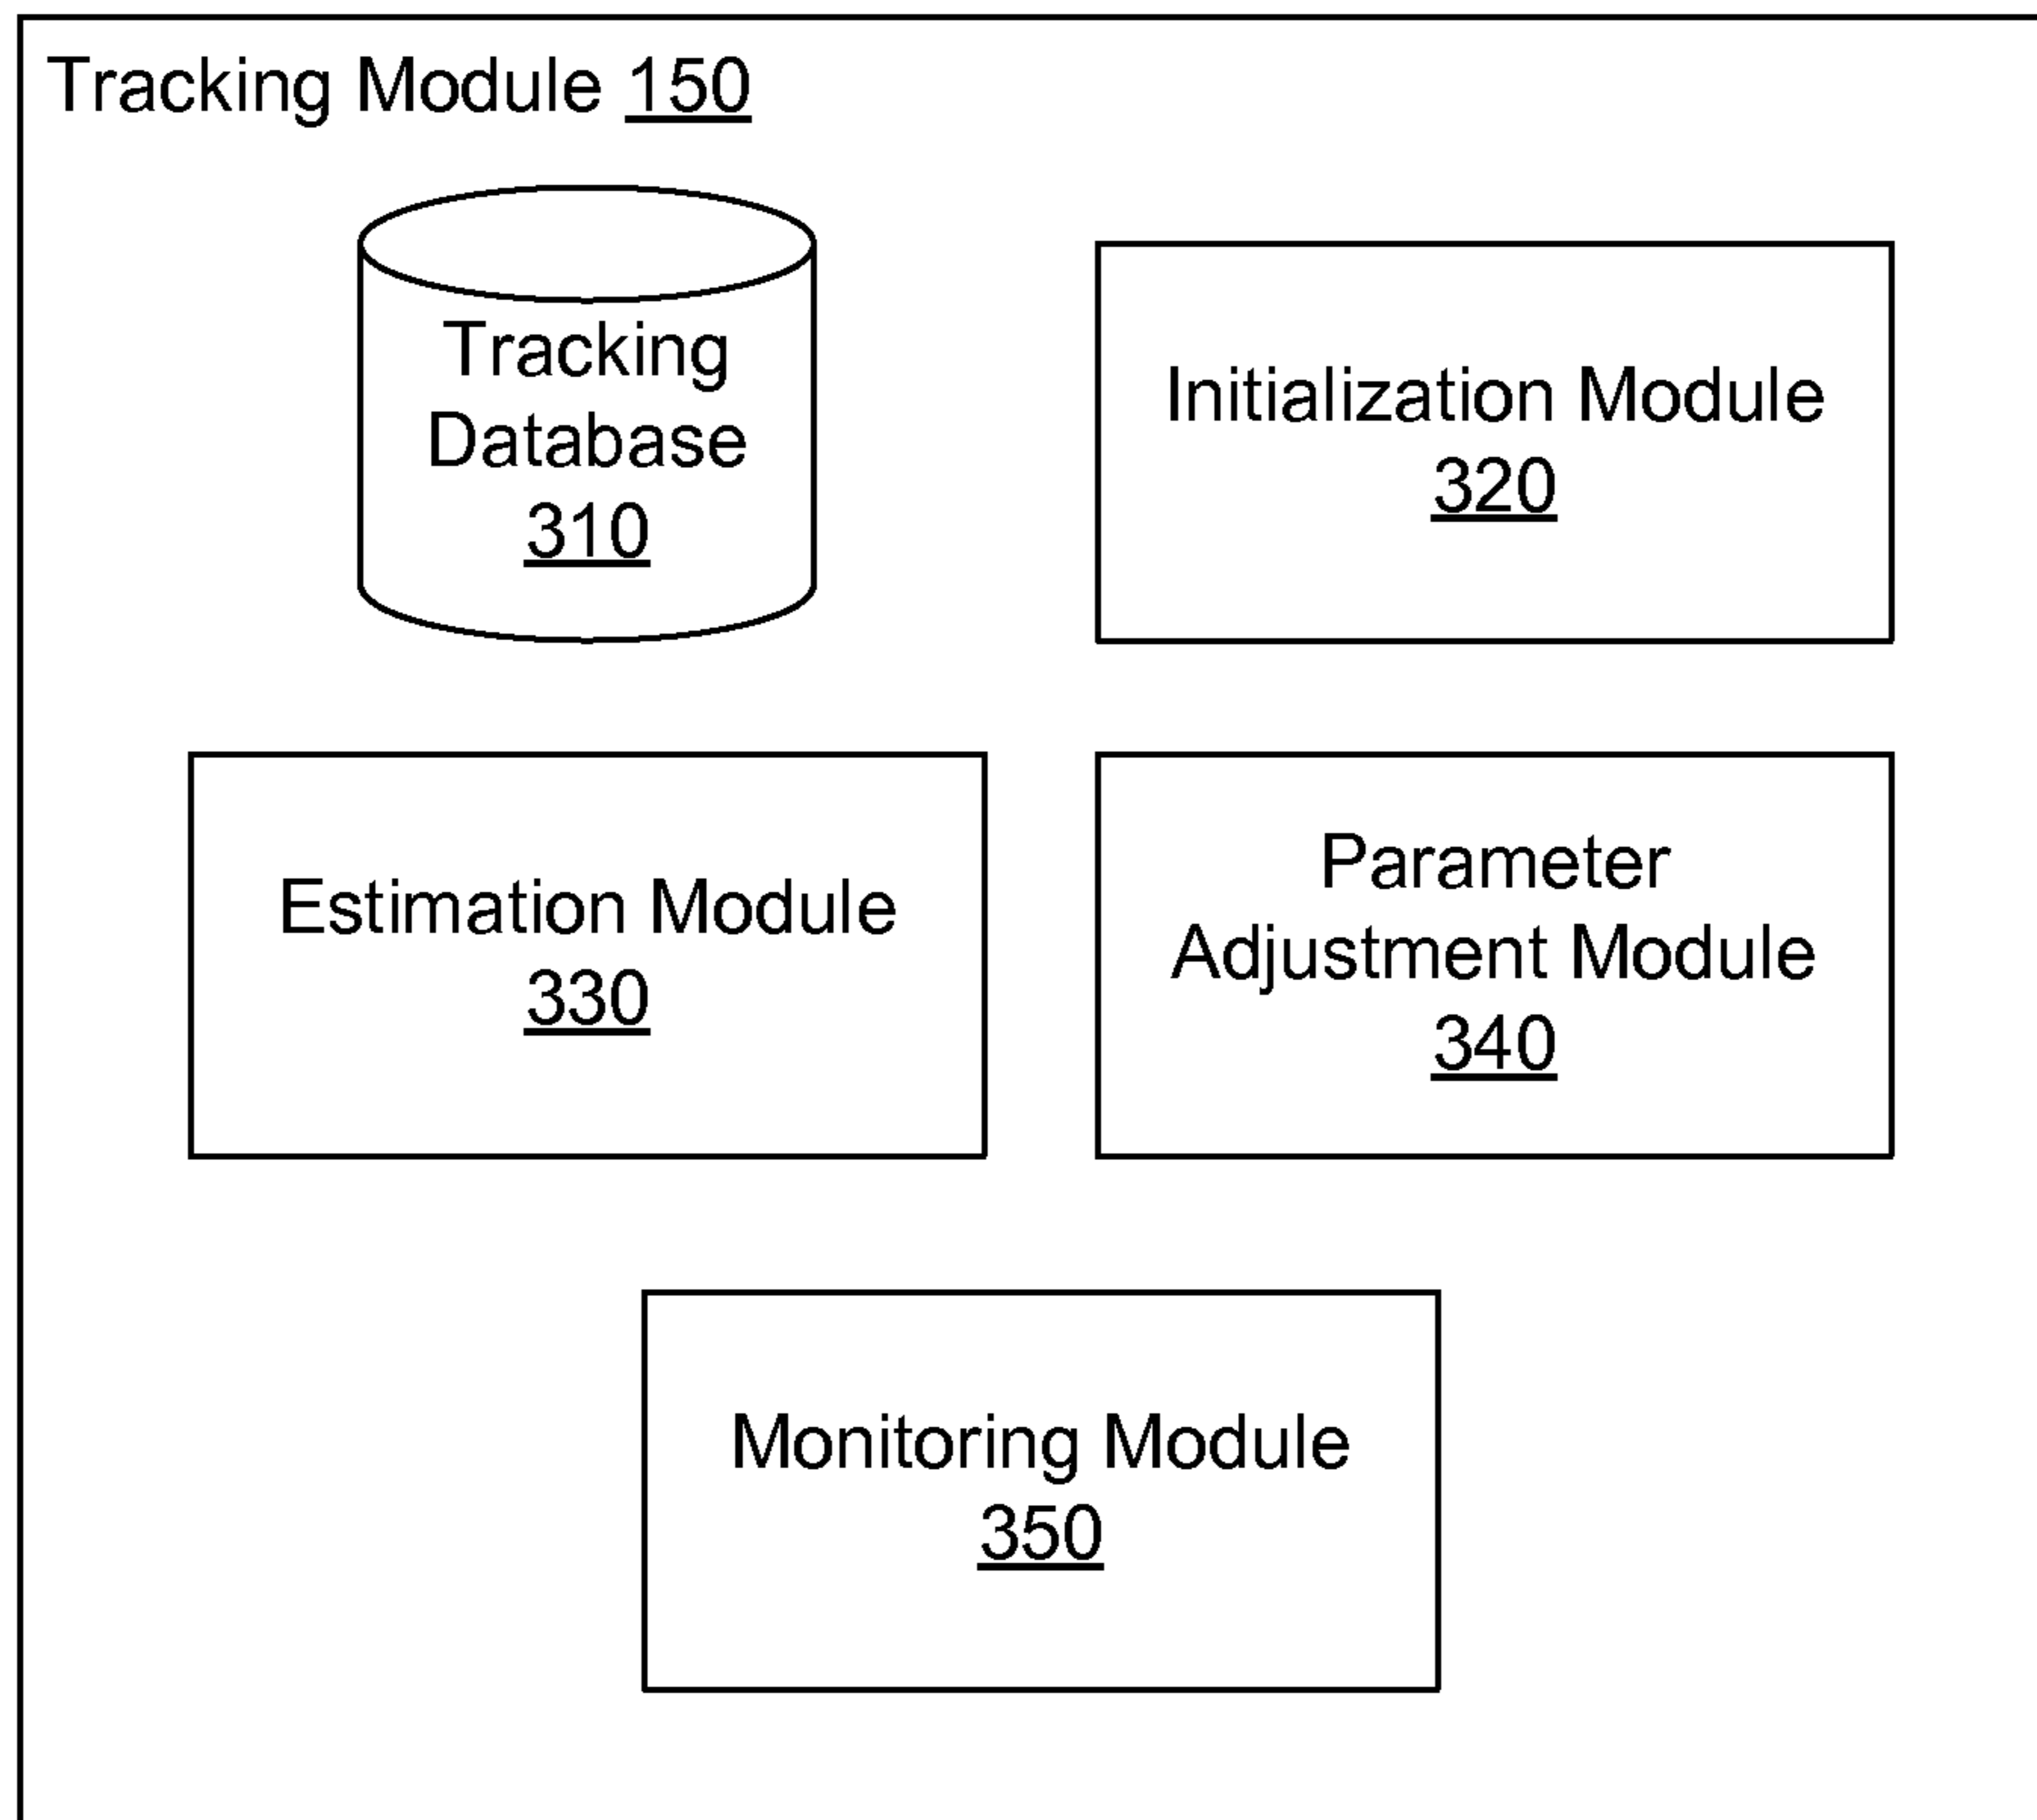 Tracking Module 150
Tracking
Database
310
Initialization Module
320
Estimation Module
330
Parameter
Adjustment Module
340
Monitoring Module
350